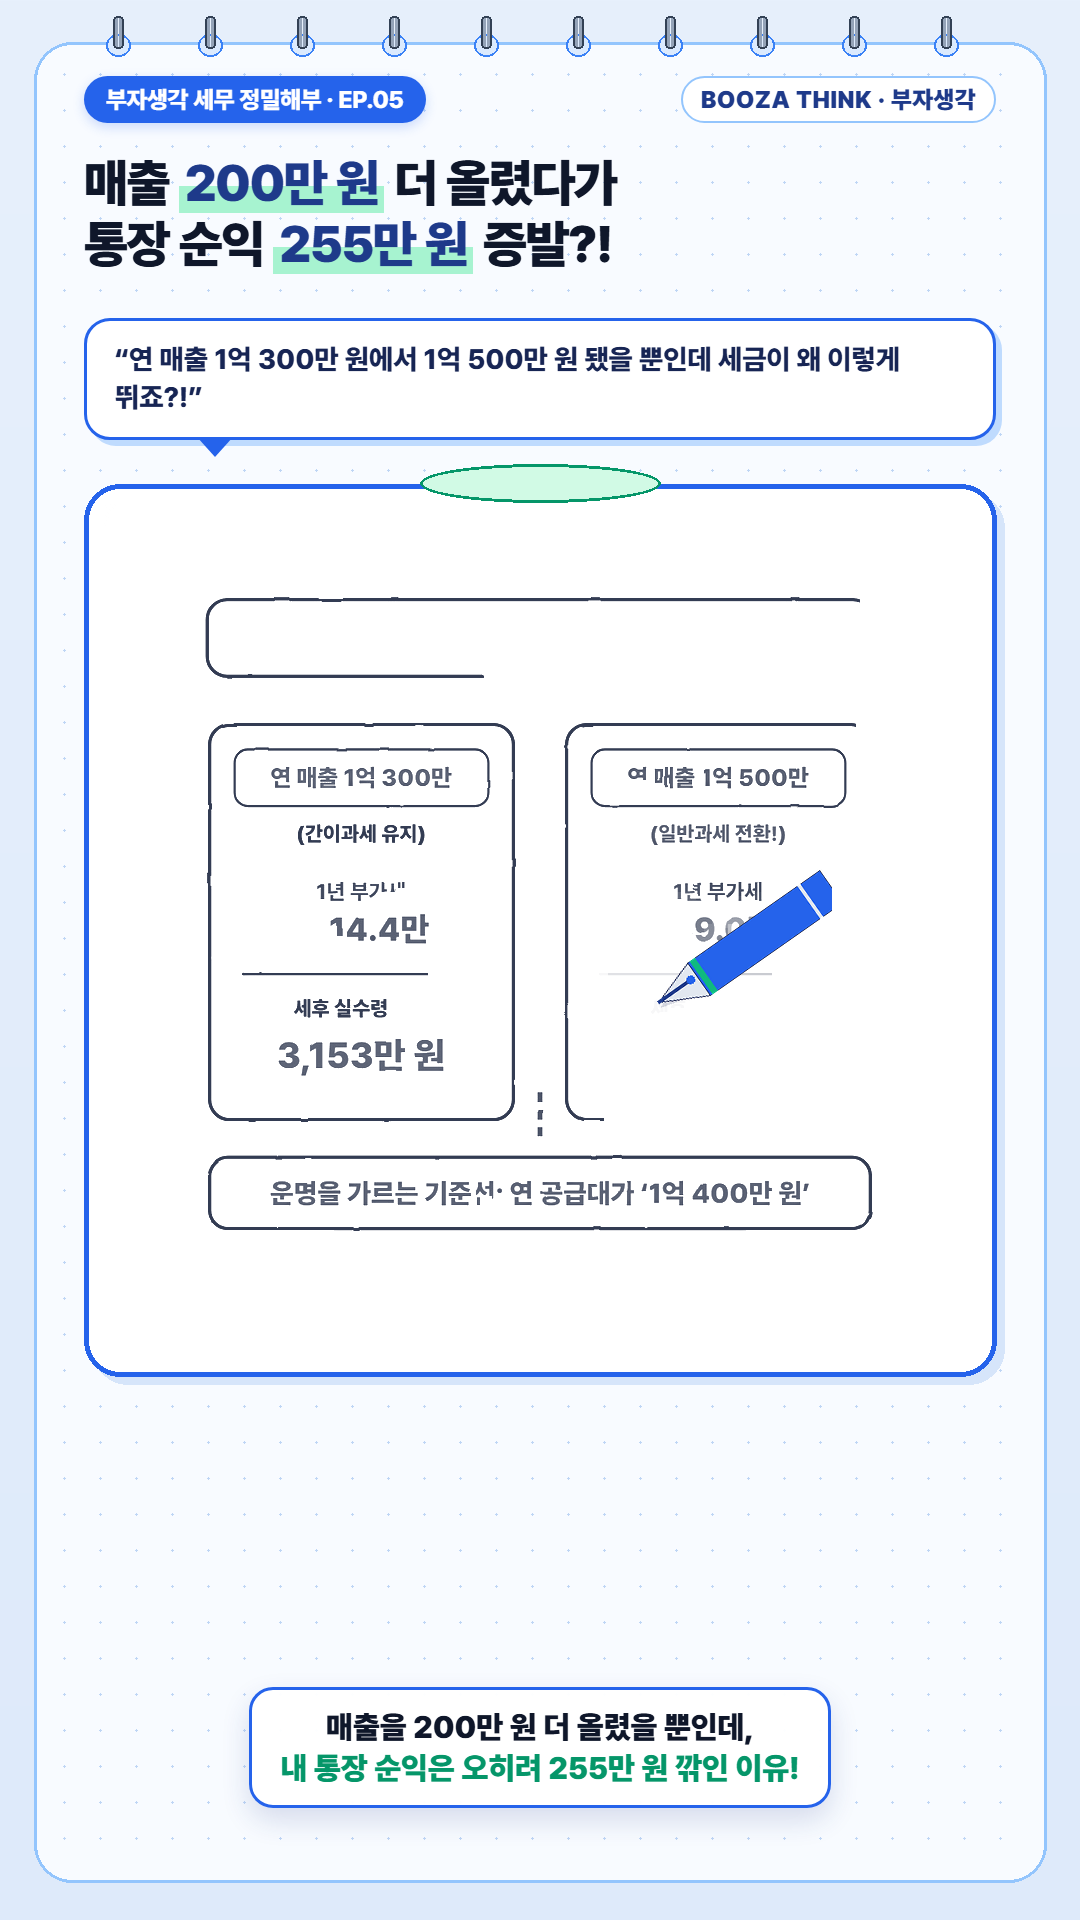 부자생각 세무 정밀해부 · EP.05
BOOZA THINK · 부자생각
매출 200만 원 더 올렸다가
통장 순익 255만 원 증발?!
“연 매출 1억 300만 원에서 1억 500만 원 됐을 뿐인데 세금이 왜 이렇게
뛰죠?!”
연 매출 1억 300만
(간이과세 유지)
1년
14.4만
세후 실수령
3,153만 원
매출 1억 500만
(일반과세 전환!)
1년 부가세
운명을 가르는 연 공급대가 ‘1억 400만 원’
매출을 200만 원 더 올렸을 뿐인데,
내 통장 순익은 오히려 255만 원 깎인 이유!